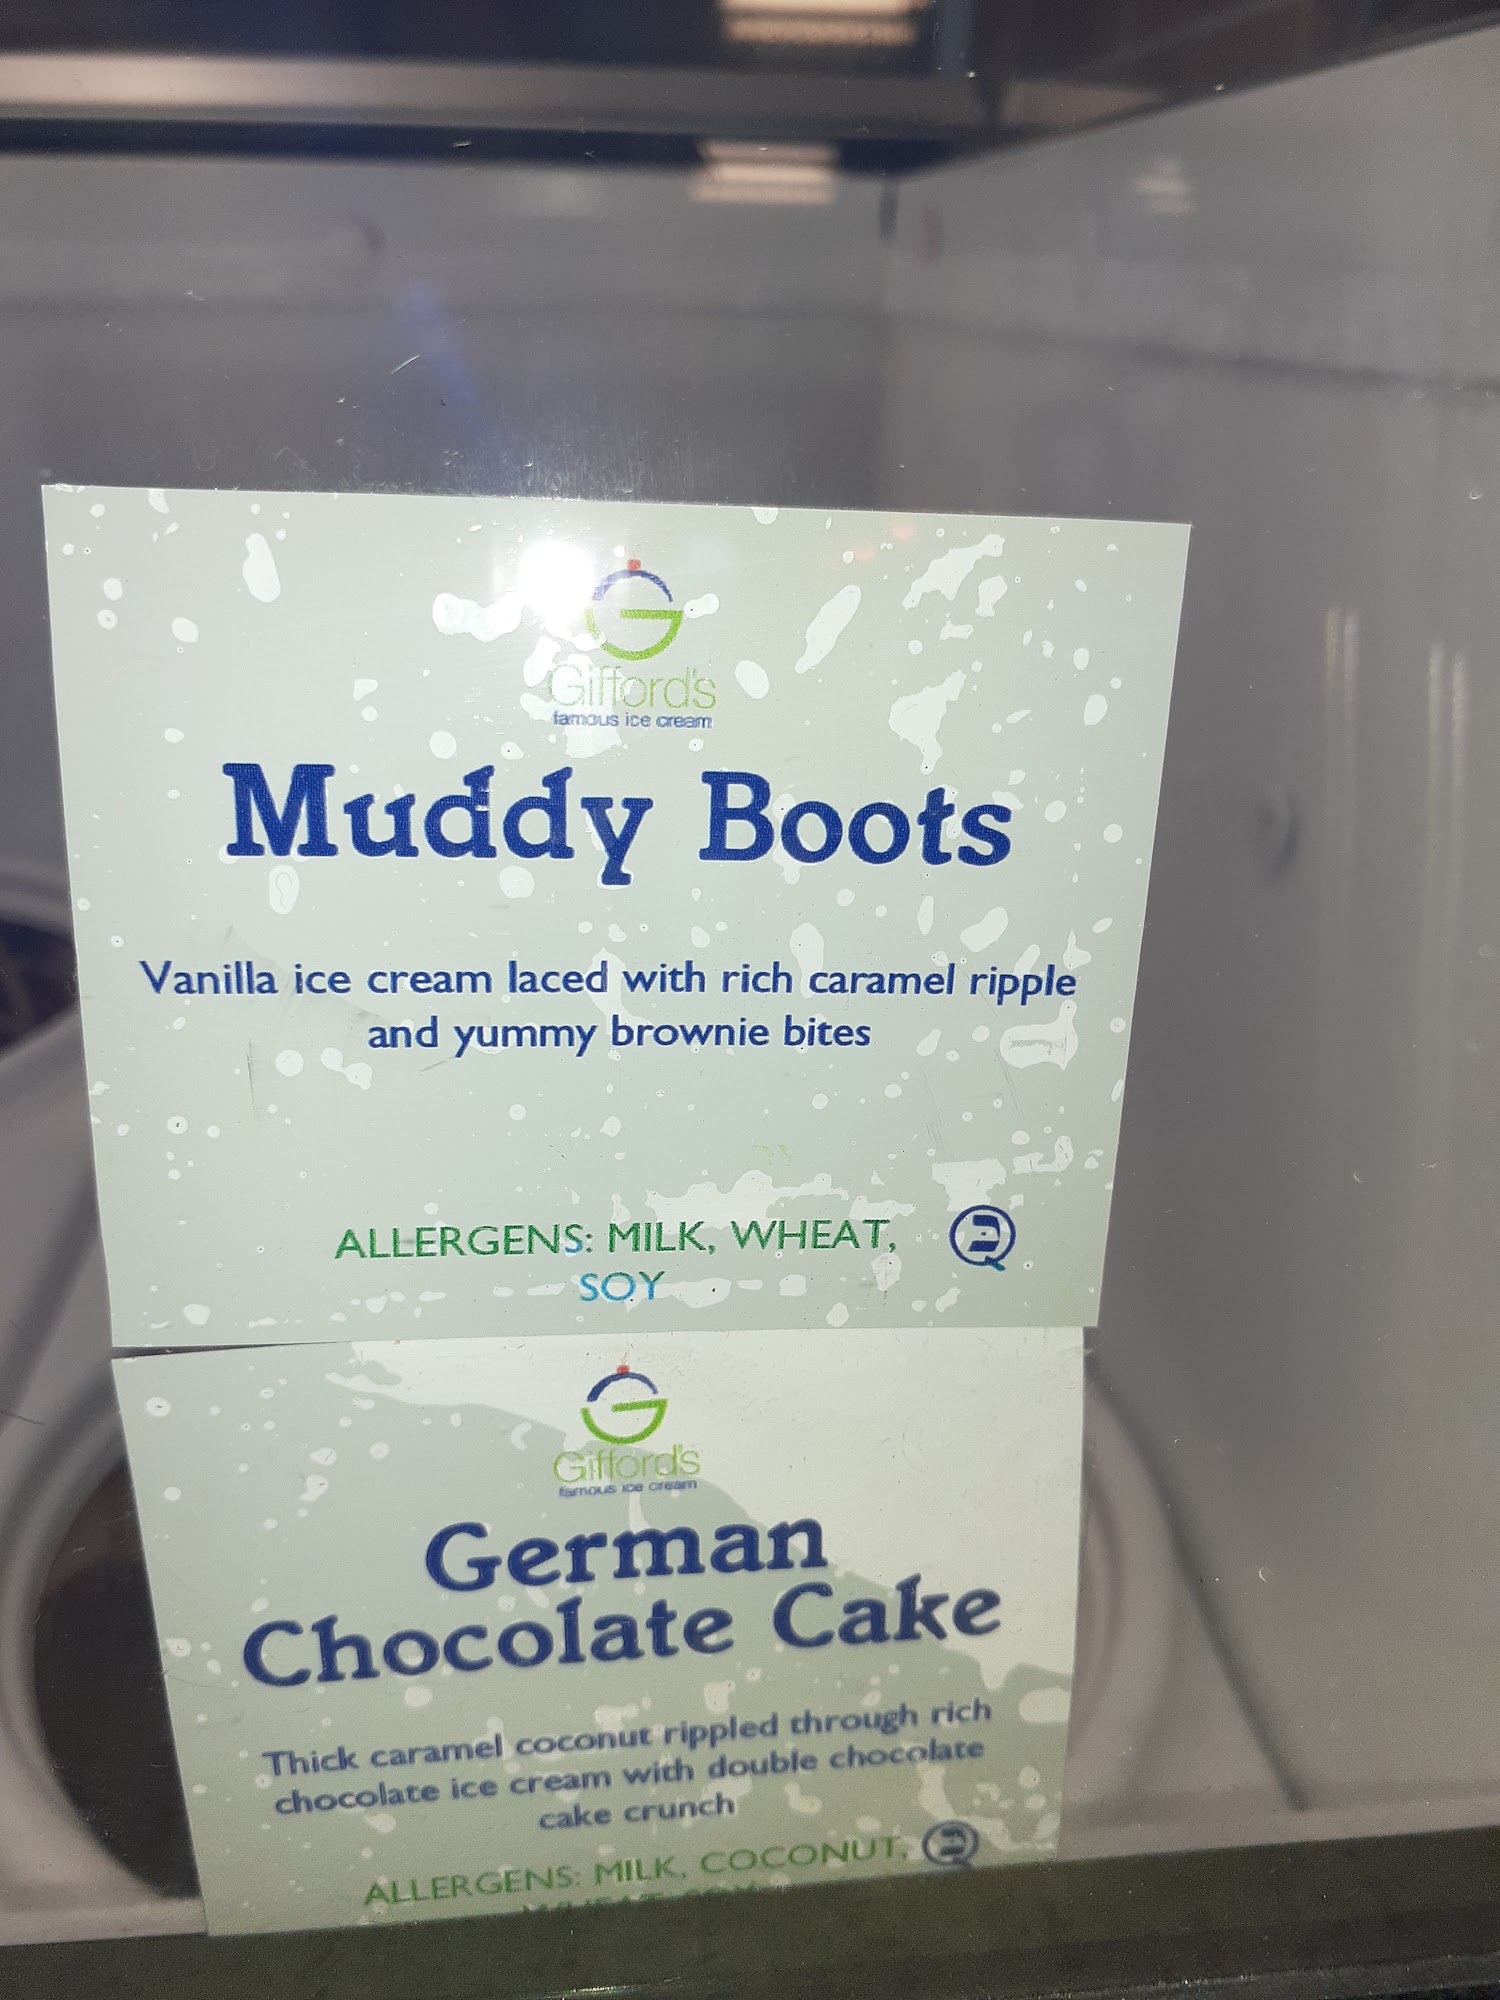 Gifford's
famous ice cream
Muddy Boots
Vanilla ice cream laced with rich caramel ripple
and yummy brownie bites
ALLERGENS: MILK, WHEAT,
SOY
Gifford's
famous ice cream
German
Chocolate Cake
Thick caramel coconut rippled through rich
chocolate ice cream with double chocolate
cake crunch
ALLERGENS: MILK, COCONUT,